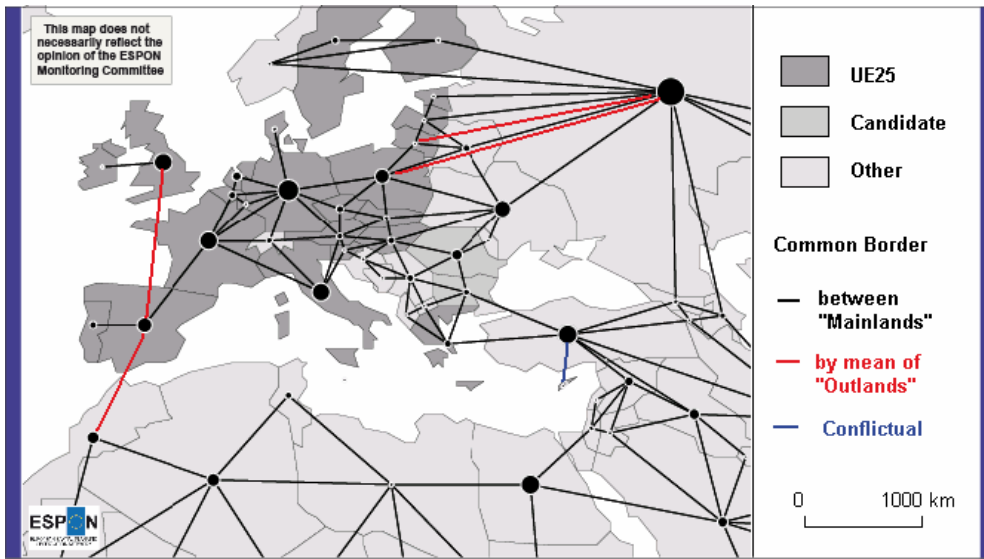 This map does not
necessarily reflect the
opinion of the ESPON
Monitoring Committee
UE25
Candidate
Other
Common Border
between
"Mainlands"
by mean of
"Outlands"
Conflictual
0 1000 km
ESPON